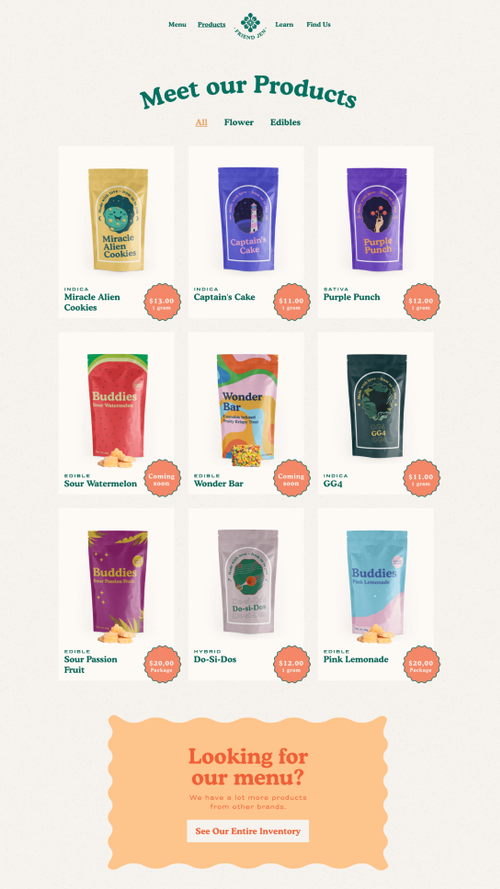 Menu
Products
FRIEND JEN
Learn
Find Us
Meet our Products
All
Flower
Edibles
Miracle
Alien
Cookies
Captain's
Cake
Purple
Punch
INDICA
Miracle Alien
Cookies
$13.00
1 gram
INDICA
Captain's Cake
$11.00
1 gram
SATIVA
Purple Punch
$12.00
1 gram
Buddies
Sour Watermelon
Wonder
Bar
GG4
EDIBLE
Sour Watermelon
Coming
soon
EDIBLE
Wonder Bar
Coming
soon
INDICA
GG4
$11.00
1 gram
Buddies
Sour Passion Fruit
Do-si-Dos
Buddies
Pink Lemonade
EDIBLE
Sour Passion
Fruit
$20,00
Package
HYBRID
Do-Si-Dos
$12.00
1 gram
EDIBLE
Pink Lemonade
$20,00
Package
Looking for
our menu?
We have a lot more products
from other brands.
See Our Entire Inventory